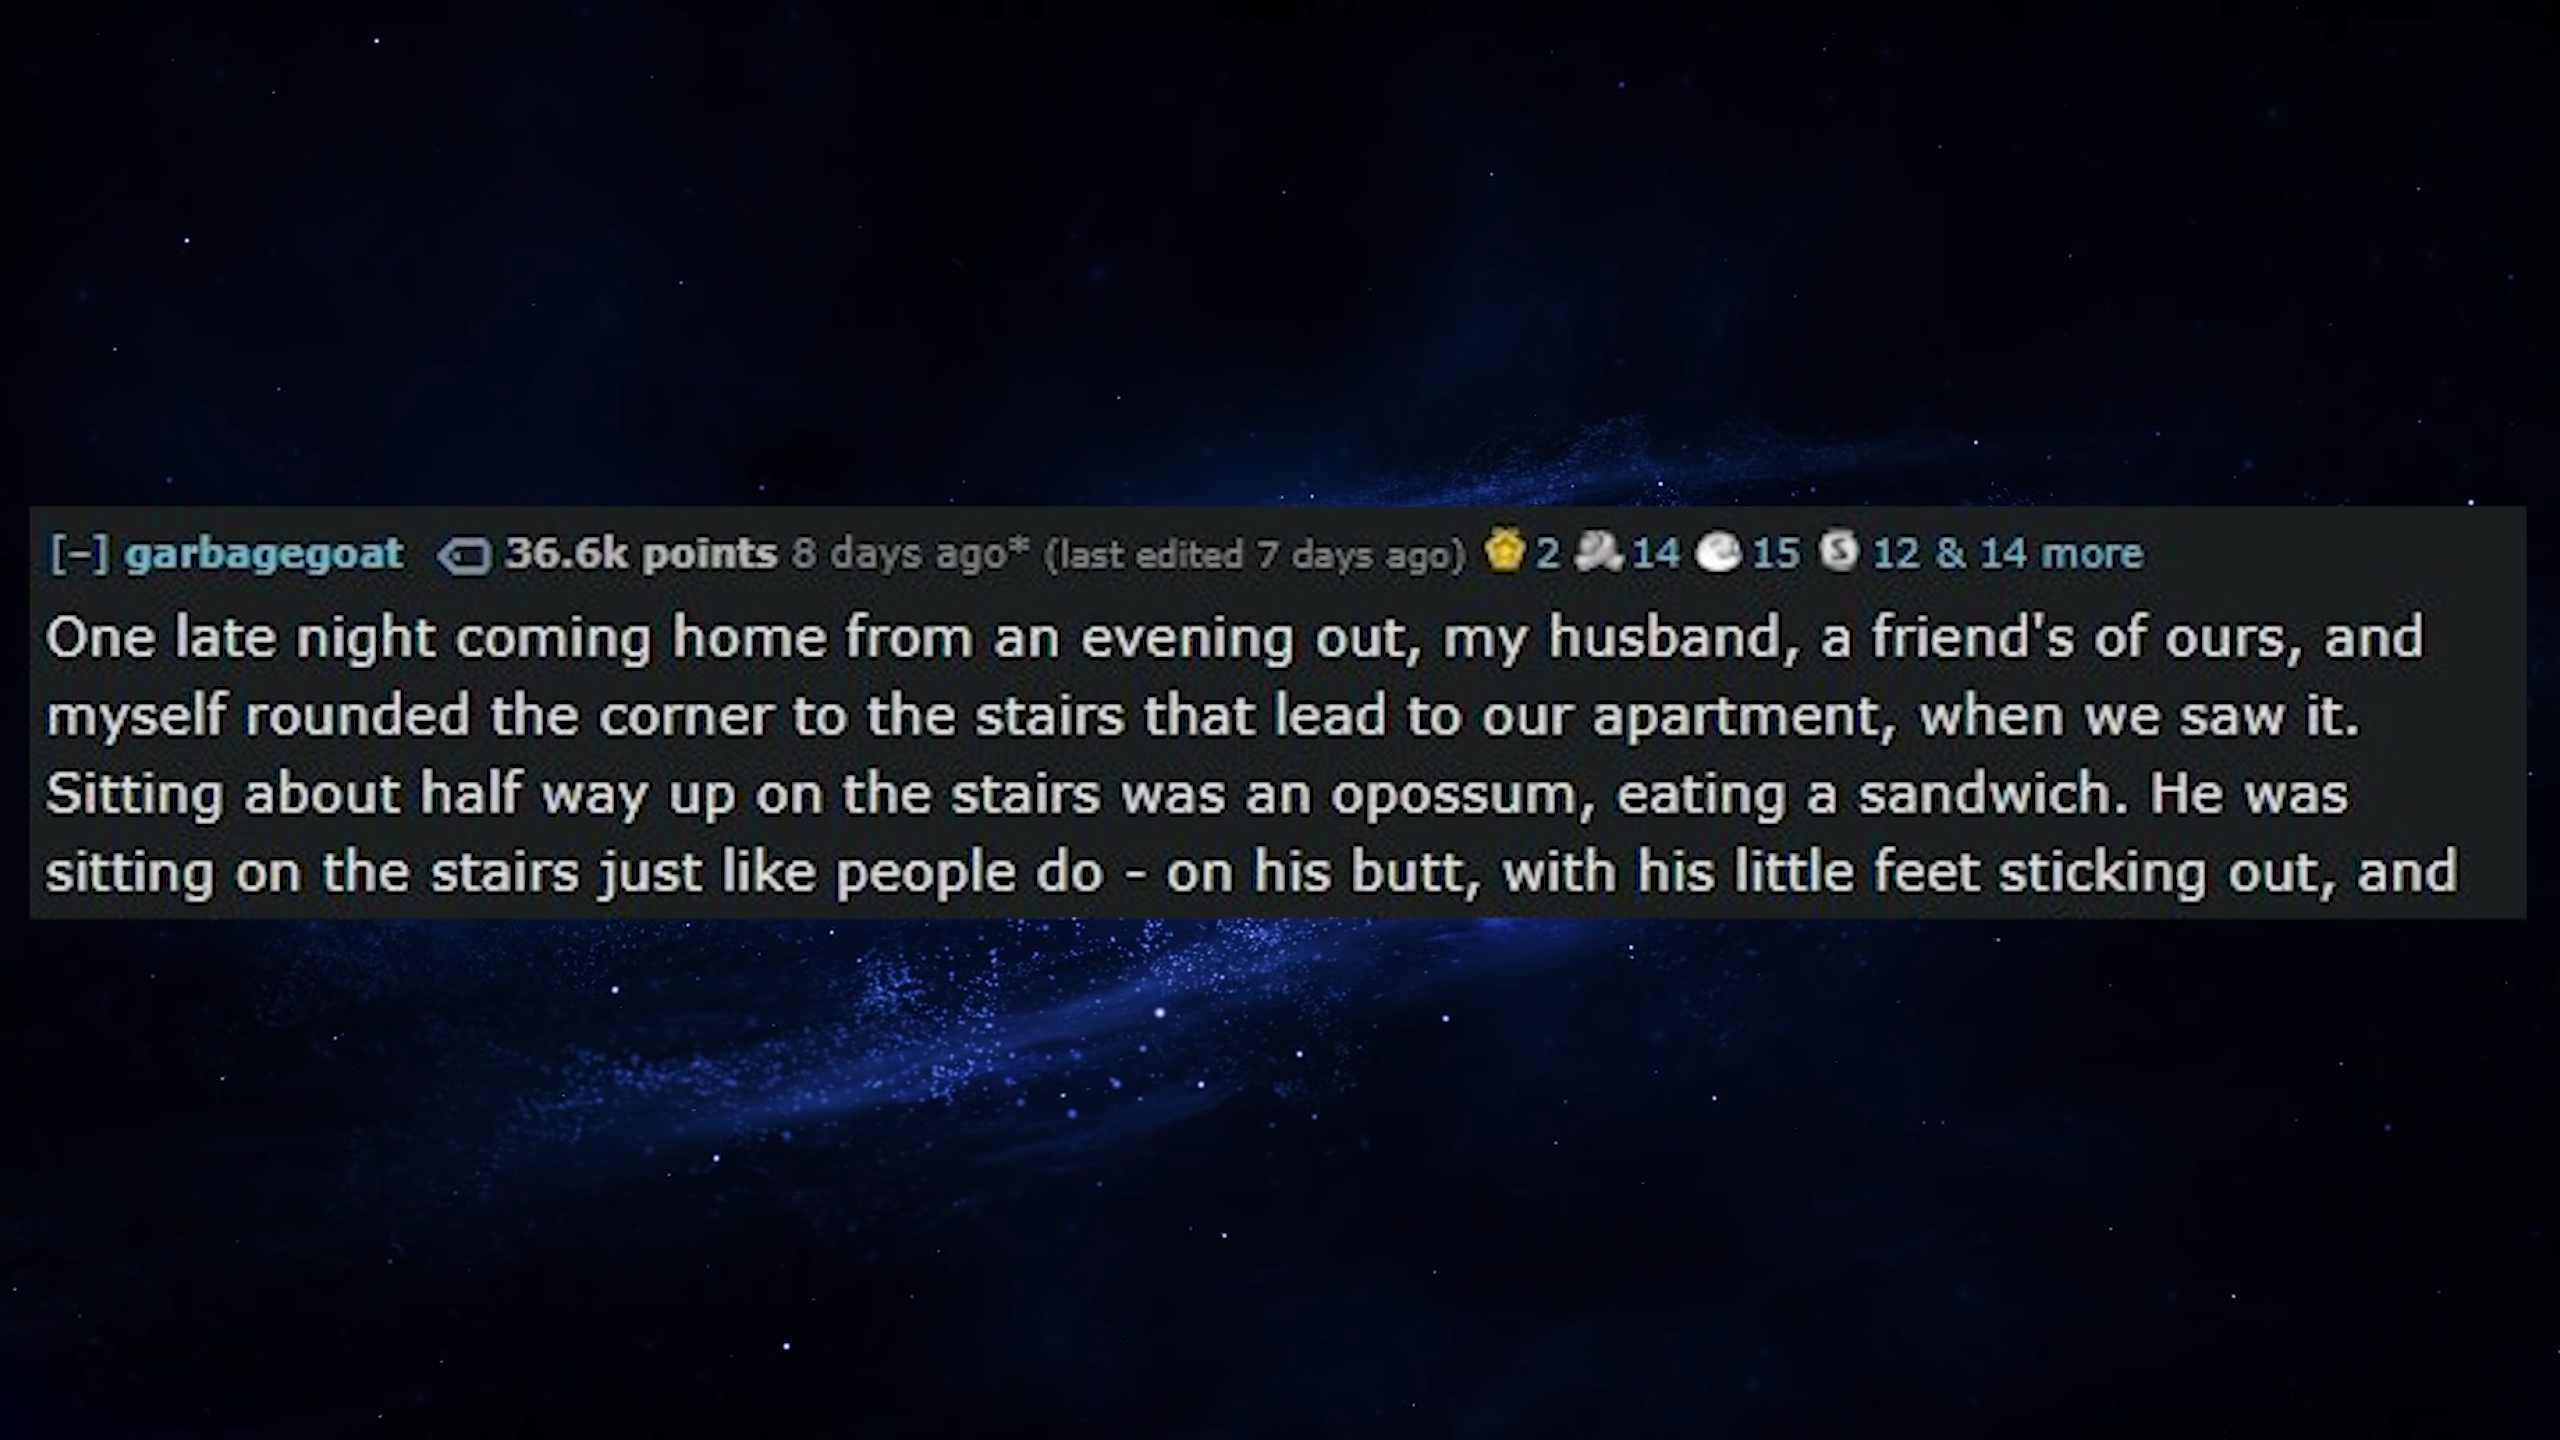 [–] garbagegoat 36.6k points 8 days ago* (last edited 7 days ago) 2 14 15 S 12 & 14 more
One late night coming home from an evening out, my husband, a friend's of ours, and
myself rounded the corner to the stairs that lead to our apartment, when we saw it.
Sitting about half way up on the stairs was an opossum, eating a sandwich. He was
sitting on the stairs just like people do - on his butt, with his little feet sticking out, and